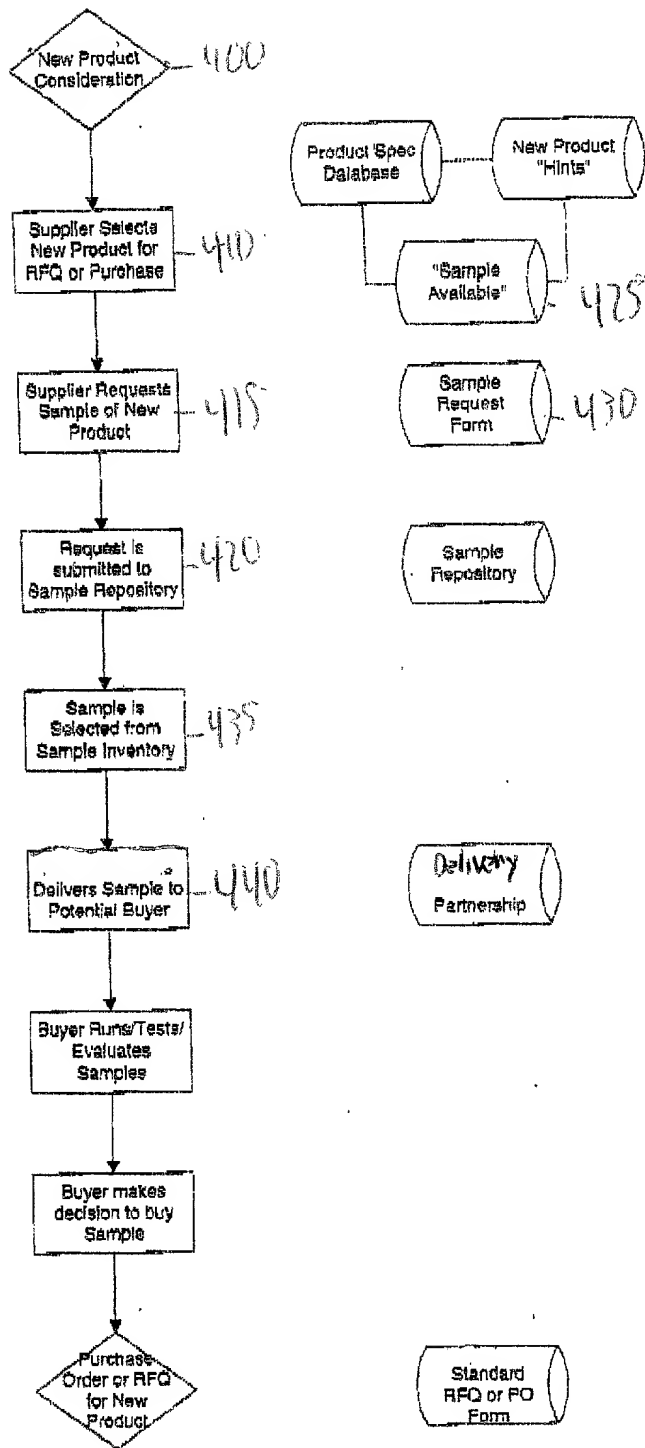 New Product
Consideration
400
Product Spec
Database
New Product
"Hints"
Supplier Selects
New Product for
RFQ or Purchase
410
"Sample
Available"
425
Supplier Requests
Sample of New
Product
415
Sample
Request
Form
430
Request is
submitted to
Sample Repository
420
Sample
Repository
Sample is
Selected from
Sample Inventory
435
Delivers Sample to
Potential Buyer
440
Delivery
Partnership
Buyer Runs/Tests/
Evaluates
Samples
Buyer makes
decision to buy
Sample
Purchase
Order or RFQ
for New
Product
Standard
RFQ or PO
Form